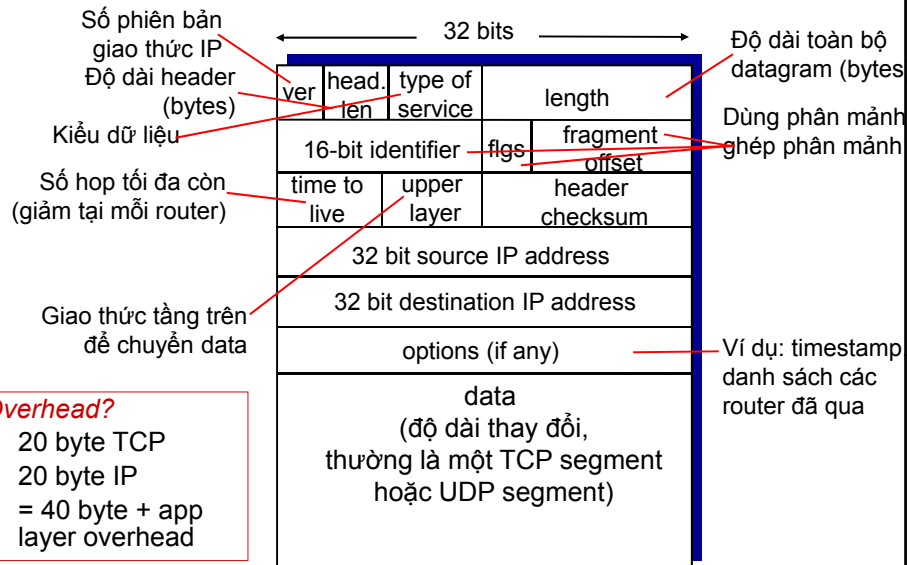 Số phiên bản
giao thức IP
Độ dài header
(bytes)
Kiểu dữ liệu
Số hop tối đa còn
(giảm tại mỗi router)
Giao thức tầng trên
để chuyển data
32 bits
ver
head.
len
type of
service
length
16-bit identifier
flgs
fragment
offset
time to
live
upper
layer
header
checksum
32 bit source IP address
32 bit destination IP address
options (if any)
data
(độ dài thay đổi,
thường là một TCP segment
hoặc UDP segment)
Độ dài toàn bộ
datagram (bytes
Dùng phân mảnh
ghép phân mảnh
Ví dụ: timestamp,
danh sách các
router đã qua
Overhead?
20 byte TCP
20 byte IP
= 40 byte + app
layer overhead